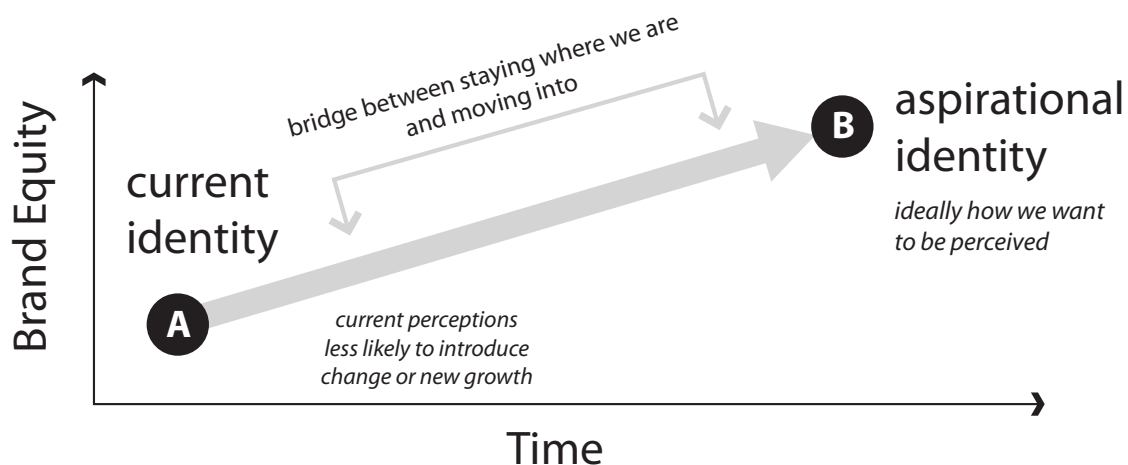 bridge between staying where we are
and moving into
Brand Equity
current
identity
A
current perceptions
less likely to introduce
change or new growth
B
aspirational
identity
ideally how we want
to be perceived
Time